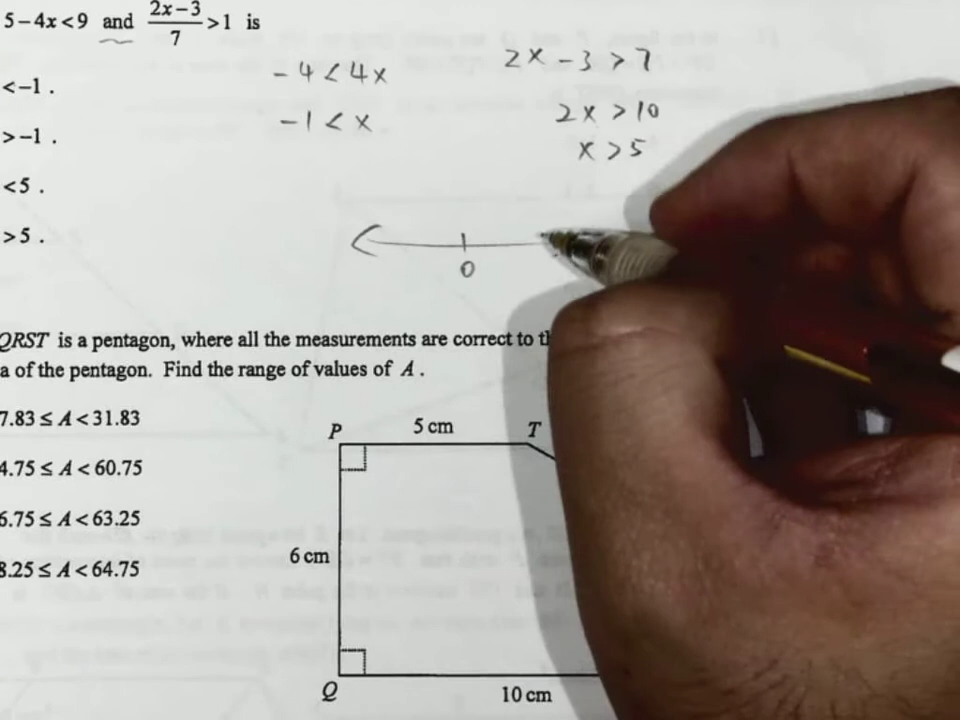 5−4x<9 and (2x−3)/7 >1 is
<−1 .
>−1 .
<5 .
>5 .
-4 < 4x
-1 < x
2x - 3 > 7
2x > 10
x > 5
0
QRST is a pentagon, where all the measurements are correct to
a of the pentagon. Find the range of values of A .
7.83 ≤ A < 31.83
4.75 ≤ A < 60.75
6.75 ≤ A < 63.25
8.25 ≤ A < 64.75
P 5 cm T
6 cm
Q 10 cm